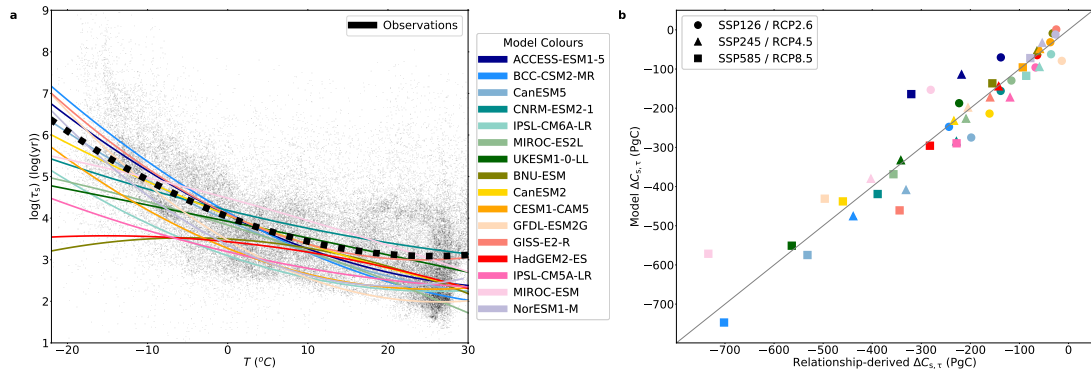 a
9
8
7
6
5
4
3
2
1
log(τs) (log(yr))
−20
−10
0
10
20
30
T (°C)
Observations
Model Colours
ACCESS-ESM1-5
BCC-CSM2-MR
CanESM5
CNRM-ESM2-1
IPSL-CM6A-LR
MIROC-ES2L
UKESM1-0-LL
BNU-ESM
CanESM2
CESM1-CAM5
GFDL-ESM2G
GISS-E2-R
HadGEM2-ES
IPSL-CM5A-LR
MIROC-ESM
NorESM1-M
b
SSP126 / RCP2.6
SSP245 / RCP4.5
SSP585 / RCP8.5
0
−100
−200
−300
−400
−500
−600
−700
Model ΔCs, τ (PgC)
−700
−600
−500
−400
−300
−200
−100
0
Relationship-derived ΔCs, τ (PgC)